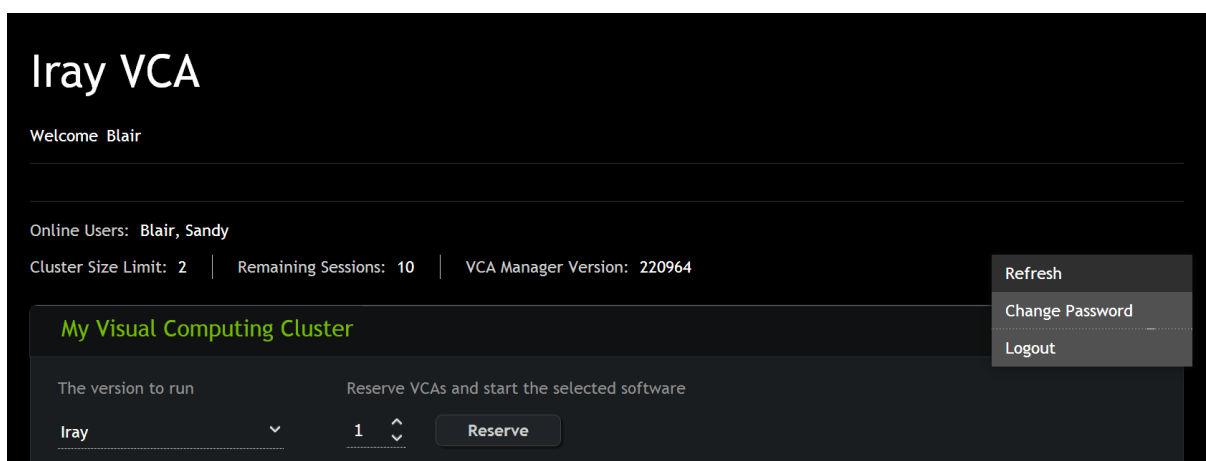 Iray VCA
Welcome Blair
Online Users: Blair, Sandy
Cluster Size Limit: 2 Remaining Sessions: 10 VCA Manager Version: 220964
Refresh
Change Password
Logout
My Visual Computing Cluster
The version to run Reserve VCAs and start the selected software
Iray 1 Reserve